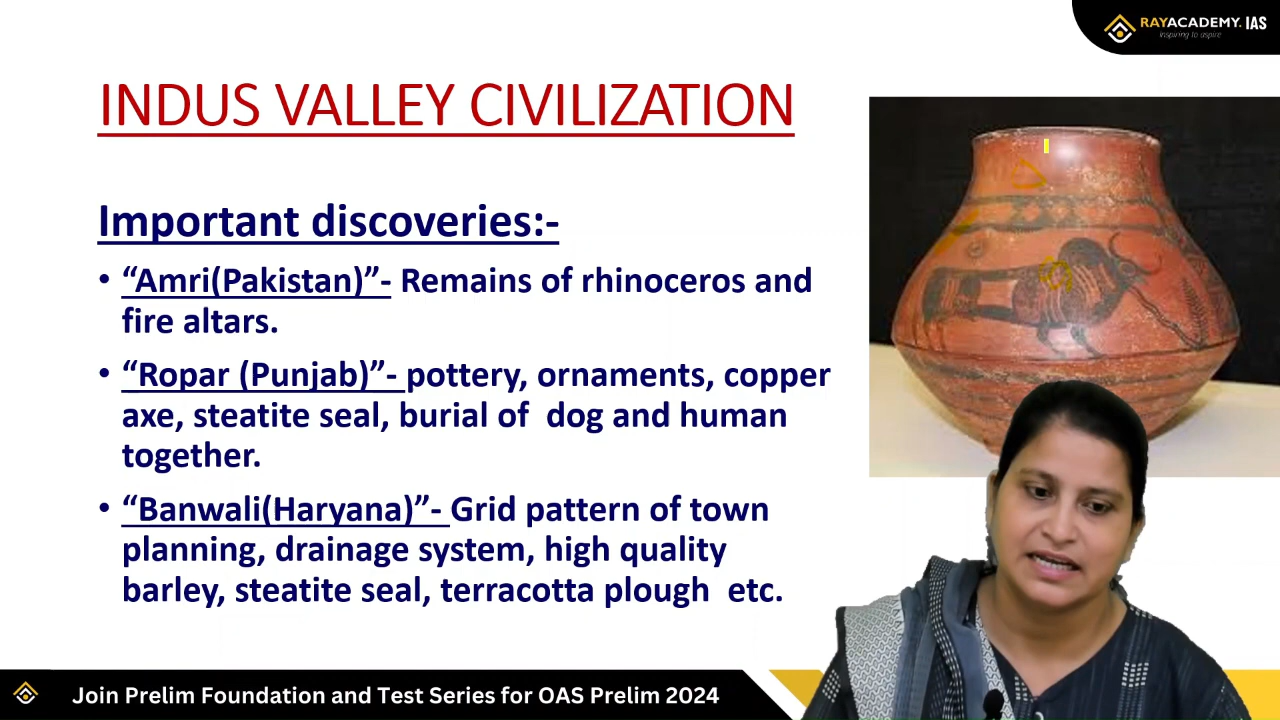 RAYACADEMY. IAS
Inspiring to aspire
INDUS VALLEY CIVILIZATION
Important discoveries:-
• “Amri(Pakistan)”- Remains of rhinoceros and
fire altars.
• “Ropar (Punjab)”- pottery, ornaments, copper
axe, steatite seal, burial of dog and human
together.
• “Banwali(Haryana)”- Grid pattern of town
planning, drainage system, high quality
barley, steatite seal, terracotta plough etc.
Join Prelim Foundation and Test Series for OAS Prelim 2024